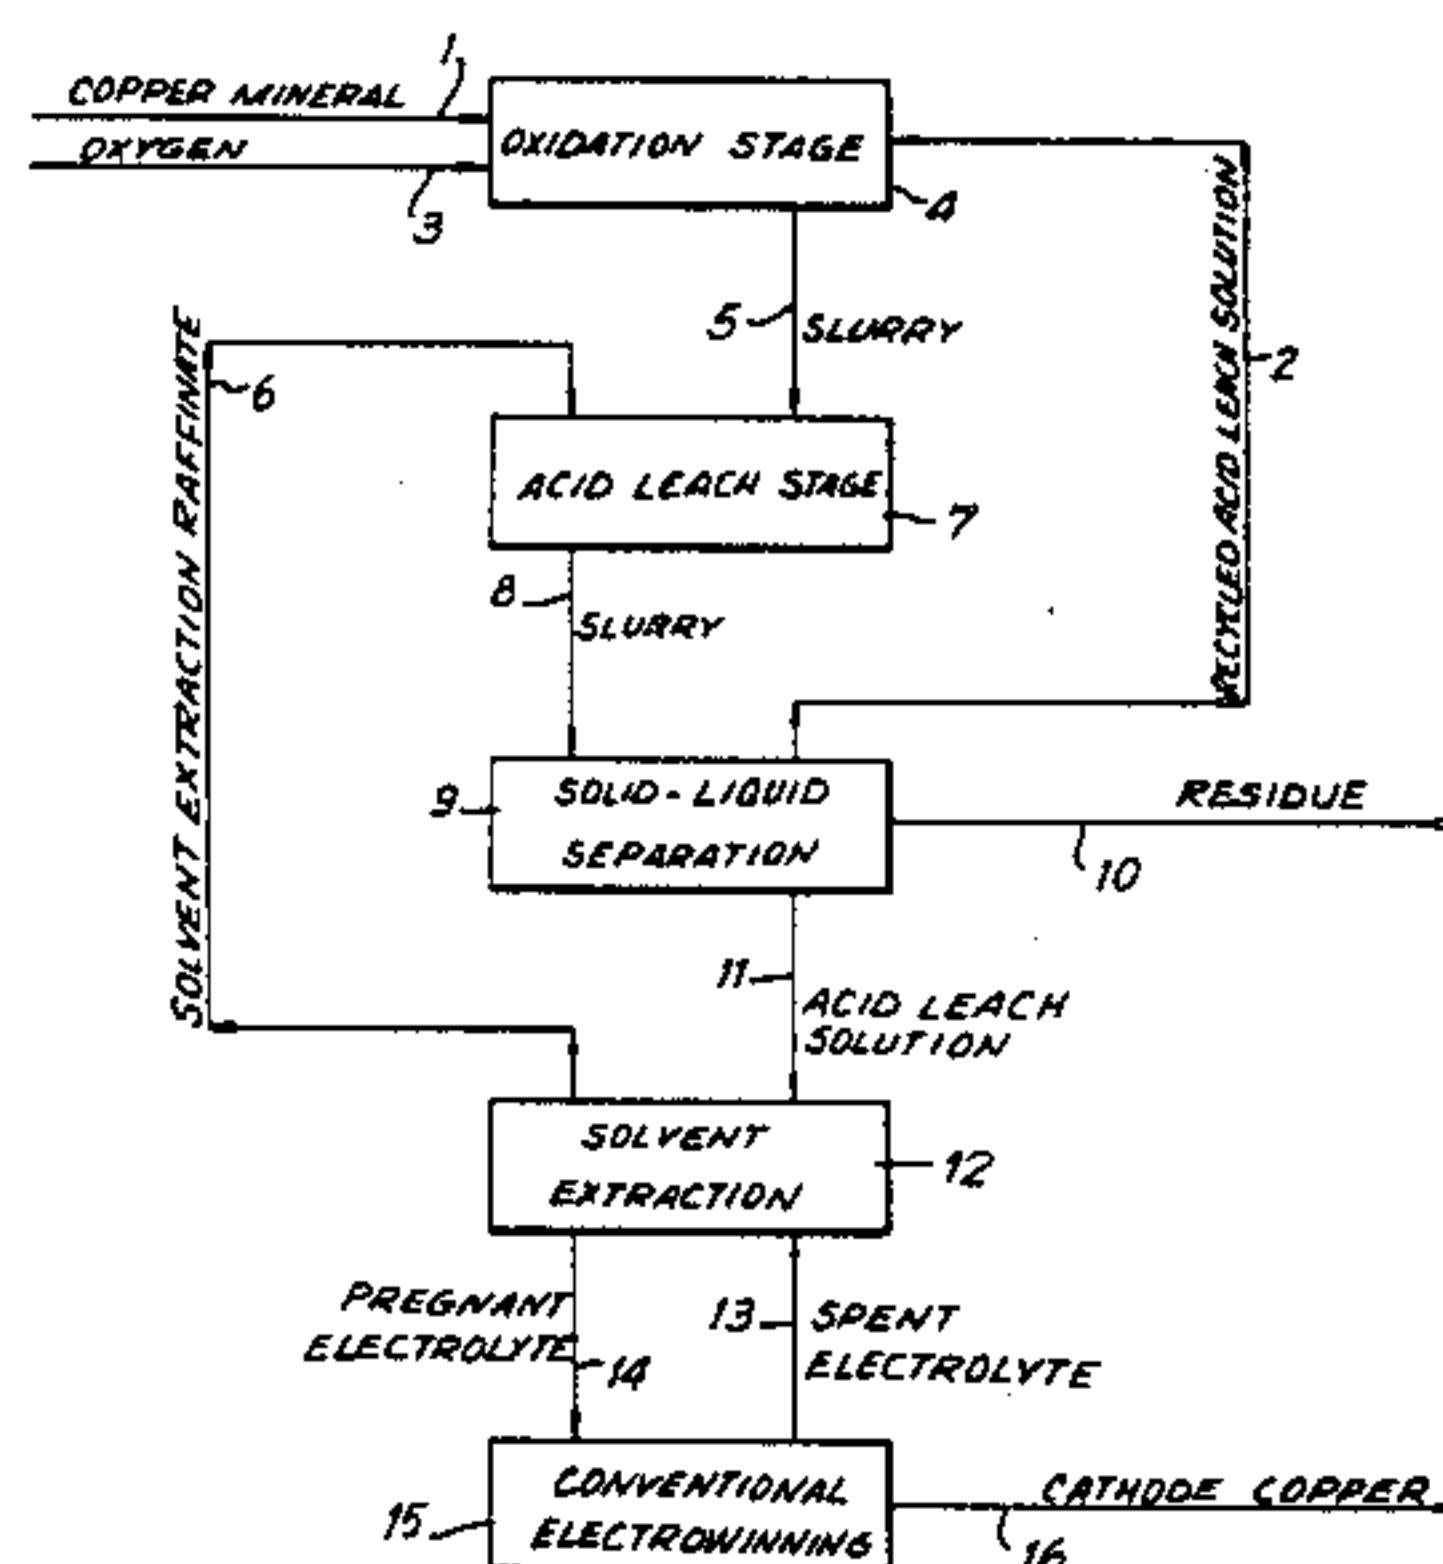 1
COPPER MINERAL
OXYGEN
3
OXIDATION STAGE
4
RECYCLED ACID LEACH SOLUTION
2
5
SLURRY
SOLVENT EXTRACTION RAFFINATE
6
ACID LEACH STAGE
7
8
SLURRY
9
SOLID-LIQUID
SEPARATION
RESIDUE
10
11
ACID LEACH
SOLUTION
SOLVENT
EXTRACTION
12
PREGNANT
ELECTROLYTE
14
13
SPENT
ELECTROLYTE
15
CONVENTIONAL
ELECTROWINNING
CATHODE COPPER
16